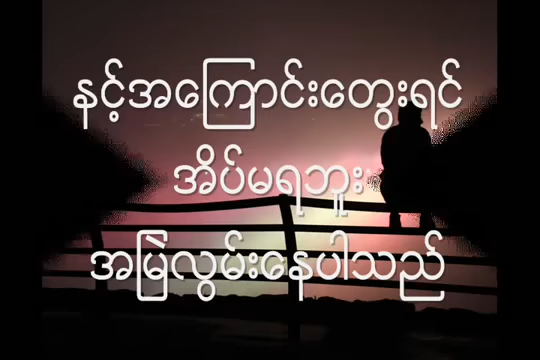 နင့်အကြောင်းတွေးရင်
အိပ်မရဘူး
အမြဲလွမ်းနေပါသည်